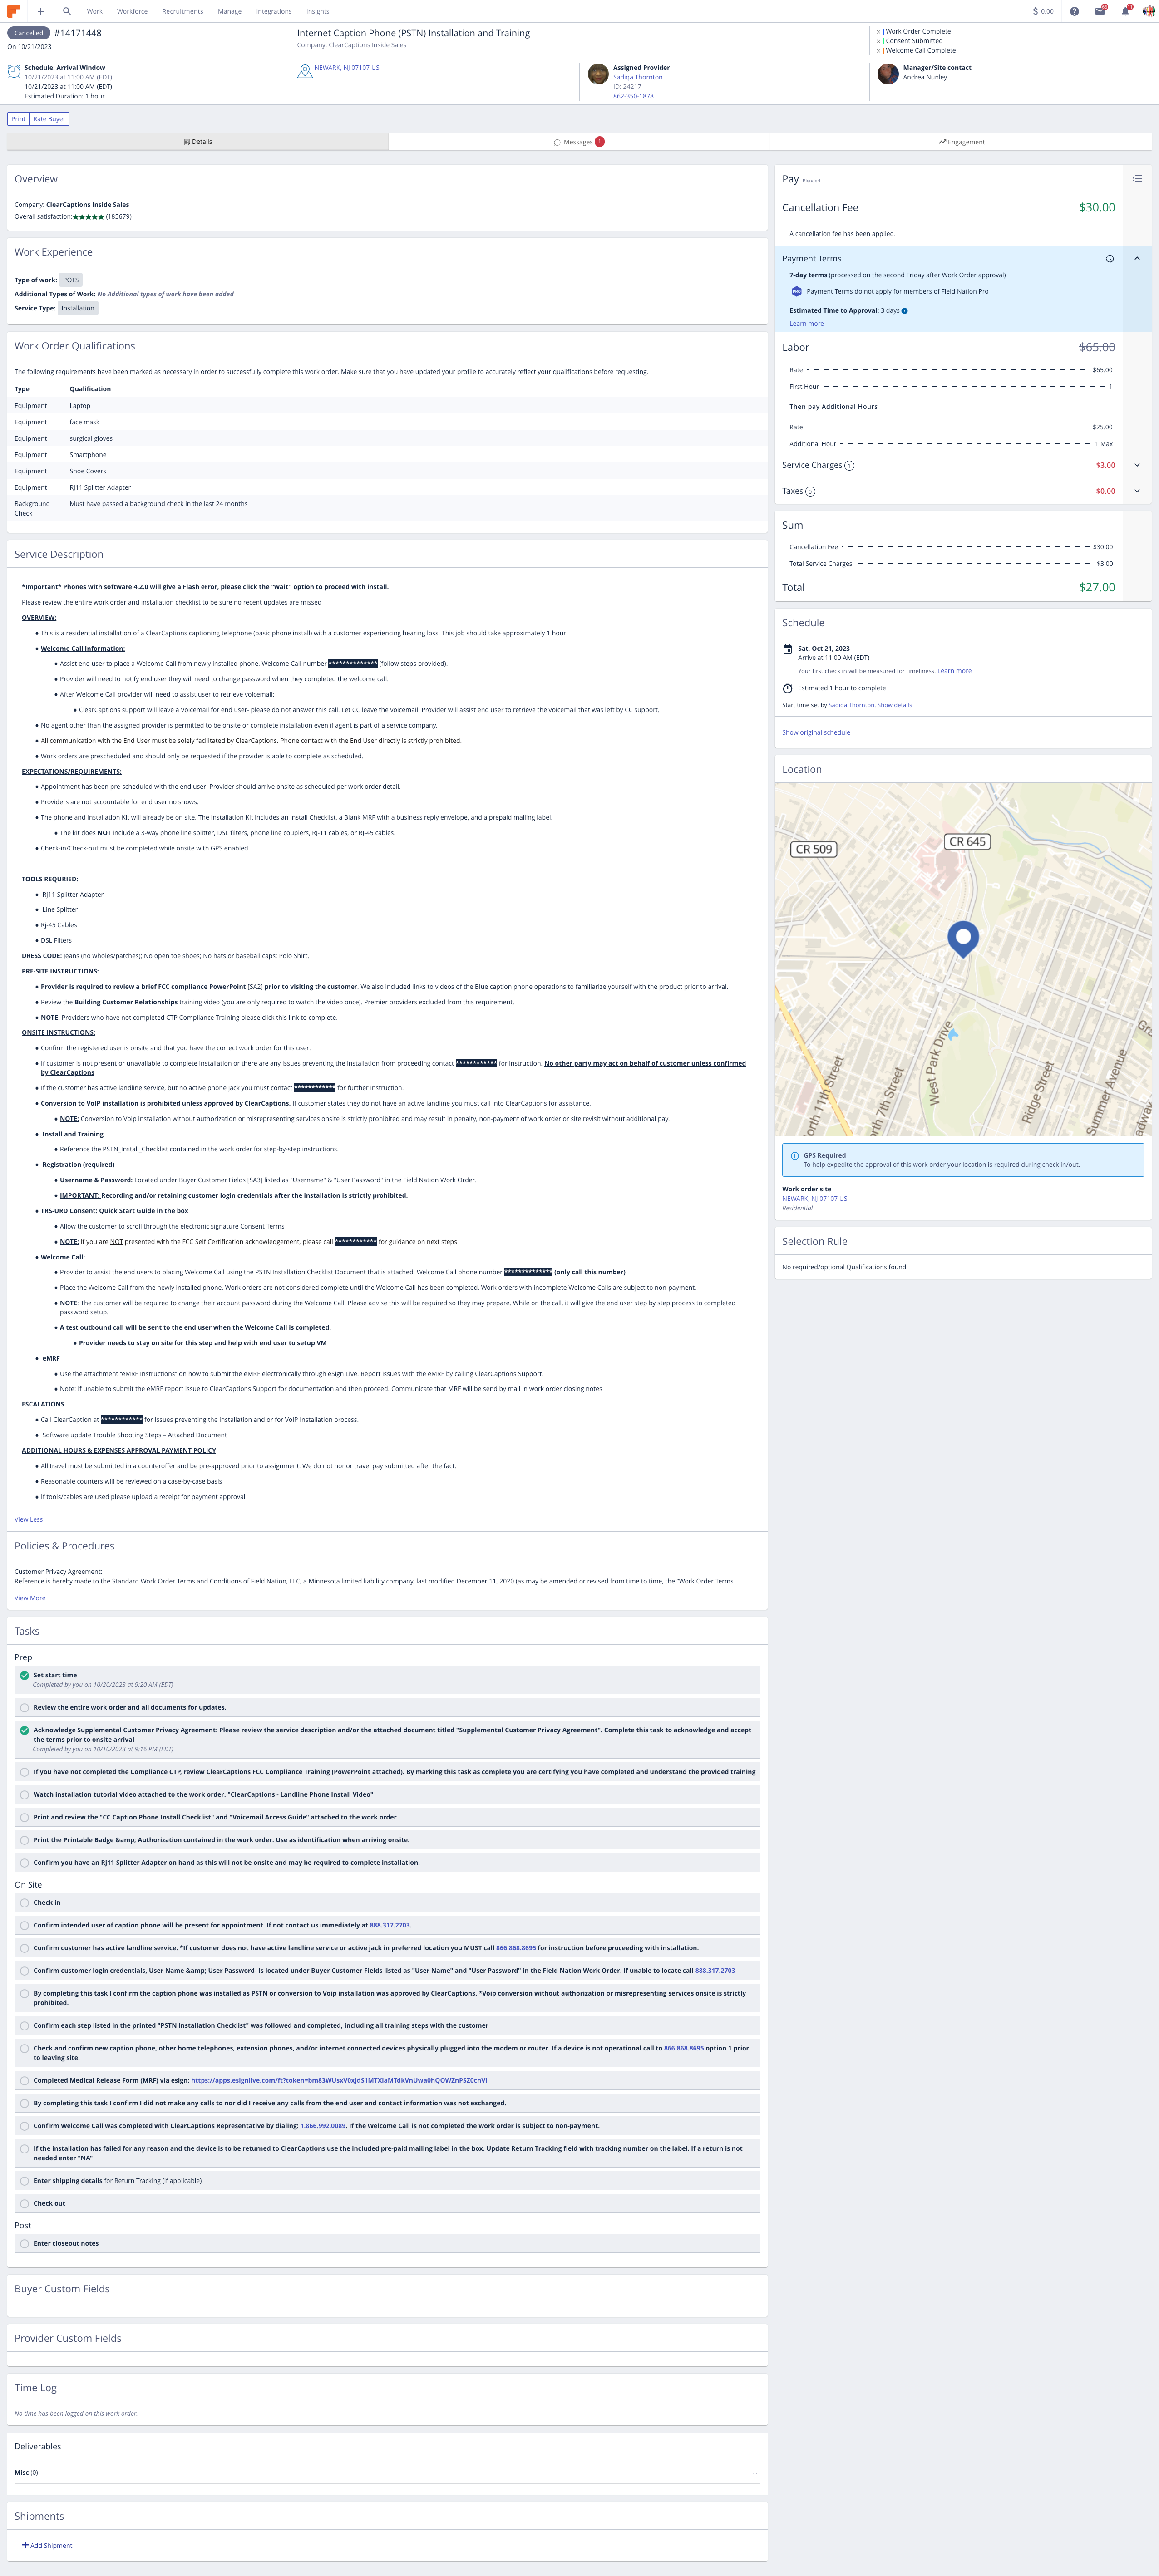 Work Workforce Recruitments Manage Integrations Insights
0.00
Cancelled #14171448
On 10/21/2023
Internet Caption Phone (PSTN) Installation and Training
Company: ClearCaptions Inside Sales
Work Order Complete
Consent Submitted
Welcome Call Complete
Schedule: Arrival Window
10/21/2023 at 11:00 AM (EDT)
10/21/2023 at 11:00 AM (EDT)
Estimated Duration: 1 hour
NEWARK, NJ 07107 US
Assigned Provider
Sadiqa Thornton
ID: 24217
862-350-1878
Manager/Site contact
Andrea Nunley
Print Rate Buyer
Details
Messages 1
Engagement
Overview
Company: ClearCaptions Inside Sales
Overall satisfaction:★★★★★ (185679)
Work Experience
Type of work: POTS
Additional Types of Work: No Additional types of work have been added
Service Type: Installation
Work Order Qualifications
The following requirements have been marked as necessary in order to successfully complete this work order. Make sure that you have updated your profile to accurately reflect your qualifications before requesting.
Type Qualification
Equipment Laptop
Equipment face mask
Equipment surgical gloves
Equipment Smartphone
Equipment Shoe Covers
Equipment RJ11 Splitter Adapter
Background Must have passed a background check in the last 24 months
Check
Service Description
*Important* Phones with software 4.2.0 will give a Flash error, please click the "wait" option to proceed with install.
Please review the entire work order and installation checklist to be sure no recent updates are missed
OVERVIEW:
● This is a residential installation of a ClearCaptions captioning telephone (basic phone install) with a customer experiencing hearing loss. This job should take approximately 1 hour.
● Welcome Call Information:
● Assist end user to place a Welcome Call from newly installed phone. Welcome Call number ************** (follow steps provided).
● Provider will need to notify end user they will need to change password when they completed the welcome call.
● After Welcome Call provider will need to assist user to retrieve voicemail:
● ClearCaptions support will leave a Voicemail for end user- please do not answer this call. Let CC leave the voicemail. Provider will assist end user to retrieve the voicemail that was left by CC support.
● No agent other than the assigned provider is permitted to be onsite or complete installation even if agent is part of a service company.
● All communication with the End User must be solely facilitated by ClearCaptions. Phone contact with the End User directly is strictly prohibited.
● Work orders are prescheduled and should only be requested if the provider is able to complete as scheduled.
EXPECTATIONS/REQUIREMENTS:
● Appointment has been pre-scheduled with the end user. Provider should arrive onsite as scheduled per work order detail.
● Providers are not accountable for end user no shows.
● The phone and Installation Kit will already be on site. The Installation Kit includes an Install Checklist, a Blank MRF with a business reply envelope, and a prepaid mailing label.
● The kit does NOT include a 3-way phone line splitter, DSL filters, phone line couplers, RJ-11 cables, or RJ-45 cables.
● Check-in/Check-out must be completed while onsite with GPS enabled.
TOOLS REQURIED:
● Rj11 Splitter Adapter
● Line Splitter
● Rj-45 Cables
● DSL Filters
DRESS CODE: Jeans (no wholes/patches); No open toe shoes; No hats or baseball caps; Polo Shirt.
PRE-SITE INSTRUCTIONS:
● Provider is required to review a brief FCC compliance PowerPoint [SA2] prior to visiting the customer. We also included links to videos of the Blue caption phone operations to familiarize yourself with the product prior to arrival.
● Review the Building Customer Relationships training video (you are only required to watch the video once). Premier providers excluded from this requirement.
● NOTE: Providers who have not completed CTP Compliance Training please click this link to complete.
ONSITE INSTRUCTIONS:
● Confirm the registered user is onsite and that you have the correct work order for this user.
● If customer is not present or unavailable to complete installation or there are any issues preventing the installation from proceeding contact ************ for instruction. No other party may act on behalf of customer unless confirmed
by ClearCaptions
● If the customer has active landline service, but no active phone jack you must contact ************ for further instruction.
● Conversion to VoIP installation is prohibited unless approved by ClearCaptions. If customer states they do not have an active landline you must call into ClearCaptions for assistance.
● NOTE: Conversion to Voip installation without authorization or misrepresenting services onsite is strictly prohibited and may result in penalty, non-payment of work order or site revisit without additional pay.
● Install and Training
● Reference the PSTN_Install_Checklist contained in the work order for step-by-step instructions.
● Registration (required)
● Username & Password: Located under Buyer Customer Fields [SA3] listed as "Username" & "User Password" in the Field Nation Work Order.
● IMPORTANT: Recording and/or retaining customer login credentials after the installation is strictly prohibited.
● TRS-URD Consent: Quick Start Guide in the box
● Allow the customer to scroll through the electronic signature Consent Terms
● NOTE: If you are NOT presented with the FCC Self Certification acknowledgement, please call ************ for guidance on next steps
● Welcome Call:
● Provider to assist the end users to placing Welcome Call using the PSTN Installation Checklist Document that is attached. Welcome Call phone number ************** (only call this number)
● Place the Welcome Call from the newly installed phone. Work orders are not considered complete until the Welcome Call has been completed. Work orders with incomplete Welcome Calls are subject to non-payment.
● NOTE: The customer will be required to change their account password during the Welcome Call. Please advise this will be required so they may prepare. While on the call, it will give the end user step by step process to completed
password setup.
● A test outbound call will be sent to the end user when the Welcome Call is completed.
● Provider needs to stay on site for this step and help with end user to setup VM
● eMRF
● Use the attachment "eMRF Instructions" on how to submit the eMRF electronically through eSign Live. Report issues with the eMRF by calling ClearCaptions Support.
● Note: If unable to submit the eMRF report issue to ClearCaptions Support for documentation and then proceed. Communicate that MRF will be send by mail in work order closing notes
ESCALATIONS
● Call ClearCaption at ************ for Issues preventing the installation and or for VoIP Installation process.
● Software update Trouble Shooting Steps – Attached Document
ADDITIONAL HOURS & EXPENSES APPROVAL PAYMENT POLICY
● All travel must be submitted in a counteroffer and be pre-approved prior to assignment. We do not honor travel pay submitted after the fact.
● Reasonable counters will be reviewed on a case-by-case basis
● If tools/cables are used please upload a receipt for payment approval
View Less
Policies & Procedures
Customer Privacy Agreement:
Reference is hereby made to the Standard Work Order Terms and Conditions of Field Nation, LLC, a Minnesota limited liability company, last modified December 11, 2020 (as may be amended or revised from time to time, the "Work Order Terms
View More
Tasks
Prep
Set start time
Completed by you on 10/20/2023 at 9:20 AM (EDT)
Review the entire work order and all documents for updates.
Acknowledge Supplemental Customer Privacy Agreement: Please review the service description and/or the attached document titled "Supplemental Customer Privacy Agreement". Complete this task to acknowledge and accept
the terms prior to onsite arrival
Completed by you on 10/10/2023 at 9:16 PM (EDT)
If you have not completed the Compliance CTP, review ClearCaptions FCC Compliance Training (PowerPoint attached). By marking this task as complete you are certifying you have completed and understand the provided training
Watch installation tutorial video attached to the work order. "ClearCaptions - Landline Phone Install Video"
Print and review the "CC Caption Phone Install Checklist" and "Voicemail Access Guide" attached to the work order
Print the Printable Badge &amp; Authorization contained in the work order. Use as identification when arriving onsite.
Confirm you have an RJ11 Splitter Adapter on hand as this will not be onsite and may be required to complete installation.
On Site
Check in
Confirm intended user of caption phone will be present for appointment. If not contact us immediately at 888.317.2703.
Confirm customer has active landline service. *If customer does not have active landline service or active jack in preferred location you MUST call 866.868.8695 for instruction before proceeding with installation.
Confirm customer login credentials, User Name &amp; User Password- Is located under Buyer Customer Fields listed as "User Name" and "User Password" in the Field Nation Work Order. If unable to locate call 888.317.2703
By completing this task I confirm the caption phone was installed as PSTN or conversion to Voip installation was approved by ClearCaptions. *Voip conversion without authorization or misrepresenting services onsite is strictly
prohibited.
Confirm each step listed in the printed "PSTN Installation Checklist" was followed and completed, including all training steps with the customer
Check and confirm new caption phone, other home telephones, extension phones, and/or internet connected devices physically plugged into the modem or router. If a device is not operational call to 866.868.8695 option 1 prior
to leaving site.
Completed Medical Release Form (MRF) via esign: https://apps.esignlive.com/ft?token=bm83WUsxV0xJdS1MTXlaMTdkVnUwa0hQOWZnPSZ0cnVl
By completing this task I confirm I did not make any calls to nor did I receive any calls from the end user and contact information was not exchanged.
Confirm Welcome Call was completed with ClearCaptions Representative by dialing: 1.866.992.0089. If the Welcome Call is not completed the work order is subject to non-payment.
If the installation has failed for any reason and the device is to be returned to ClearCaptions use the included pre-paid mailing label in the box. Update Return Tracking field with tracking number on the label. If a return is not
needed enter "NA"
Enter shipping details for Return Tracking (if applicable)
Check out
Post
Enter closeout notes
Buyer Custom Fields
Provider Custom Fields
Time Log
No time has been logged on this work order.
Deliverables
Misc (0)
Shipments
+ Add Shipment
Pay Blended
Cancellation Fee $30.00
A cancellation fee has been applied.
Payment Terms
7-day terms (processed on the second Friday after Work Order approval)
PRO Payment Terms do not apply for members of Field Nation Pro
Estimated Time to Approval: 3 days
Learn more
Labor $65.00
Rate $65.00
First Hour 1
Then pay Additional Hours
Rate $25.00
Additional Hour 1 Max
Service Charges 1 $3.00
Taxes 0 $0.00
Sum
Cancellation Fee $30.00
Total Service Charges $3.00
Total $27.00
Schedule
Sat, Oct 21, 2023
Arrive at 11:00 AM (EDT)
Your first check in will be measured for timeliness. Learn more
Estimated 1 hour to complete
Start time set by Sadiqa Thornton. Show details
Show original schedule
Location
CR 509
CR 645
orth 11th Street
rth 7th Street
West Park Drive
Ridge Street
Summer Avenue
GPS Required
To help expedite the approval of this work order your location is required during check in/out.
Work order site
NEWARK, NJ 07107 US
Residential
Selection Rule
No required/optional Qualifications found